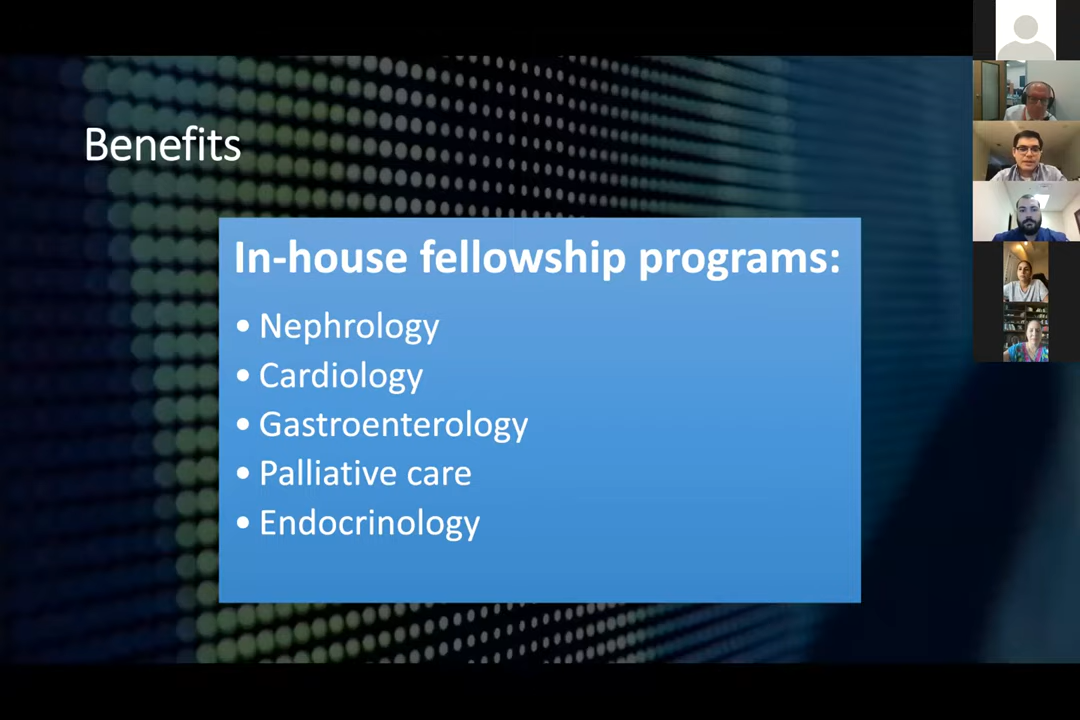 Benefits
In-house fellowship programs:
• Nephrology
• Cardiology
• Gastroenterology
• Palliative care
• Endocrinology